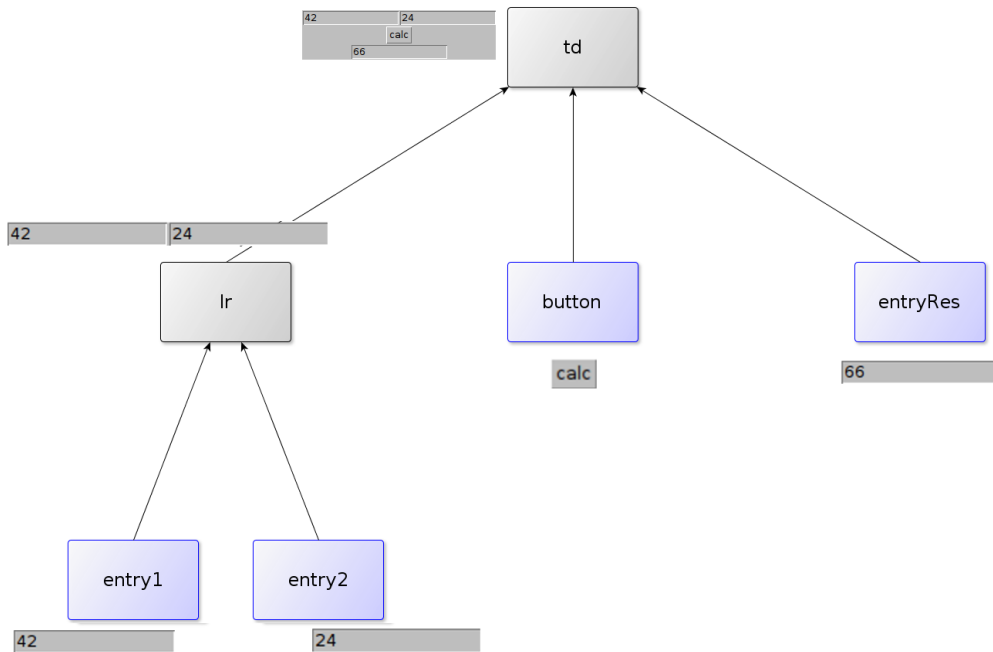 42 24
td
calc
66
42 24
lr
button
entryRes
calc
66
entry1
entry2
42
24